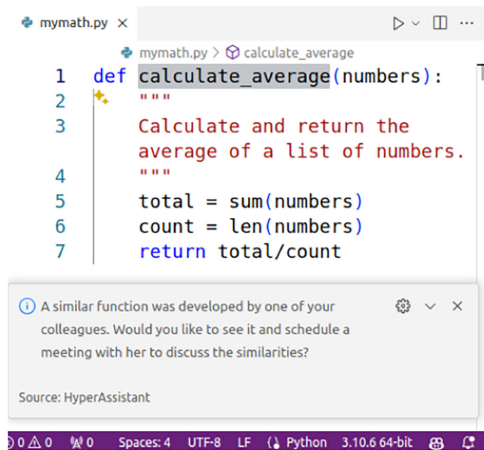 mymath.py ×
mymath.py > calculate_average
1 def calculate_average(numbers):
2 """
3 Calculate and return the
average of a list of numbers.
4 """
5 total = sum(numbers)
6 count = len(numbers)
7 return total/count
A similar function was developed by one of your
colleagues. Would you like to see it and schedule a
meeting with her to discuss the similarities?
Source: HyperAssistant
0 0 0 Spaces: 4 UTF-8 LF Python 3.10.6 64-bit